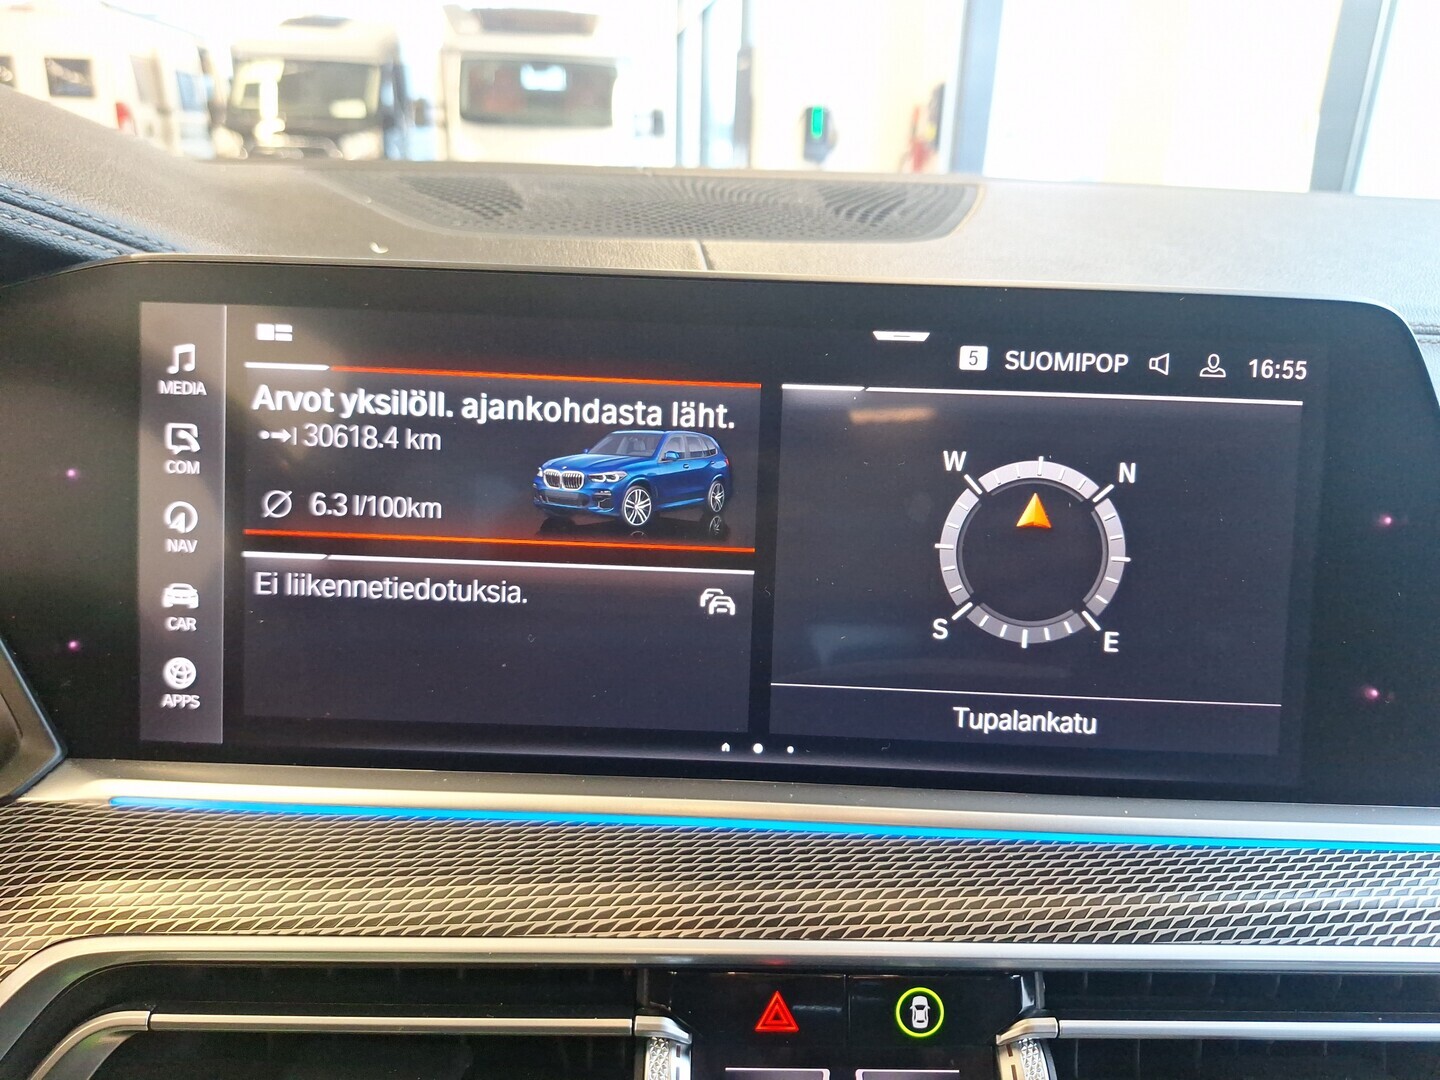 5 SUOMIPOP 16:55
MEDIA
COM
NAV
CAR
APPS
Arvot yksilöll. ajankohdasta läht.
30618.4 km
6.3 l/100km
Ei liikennetiedotuksia.
W N
S E
Tupalankatu